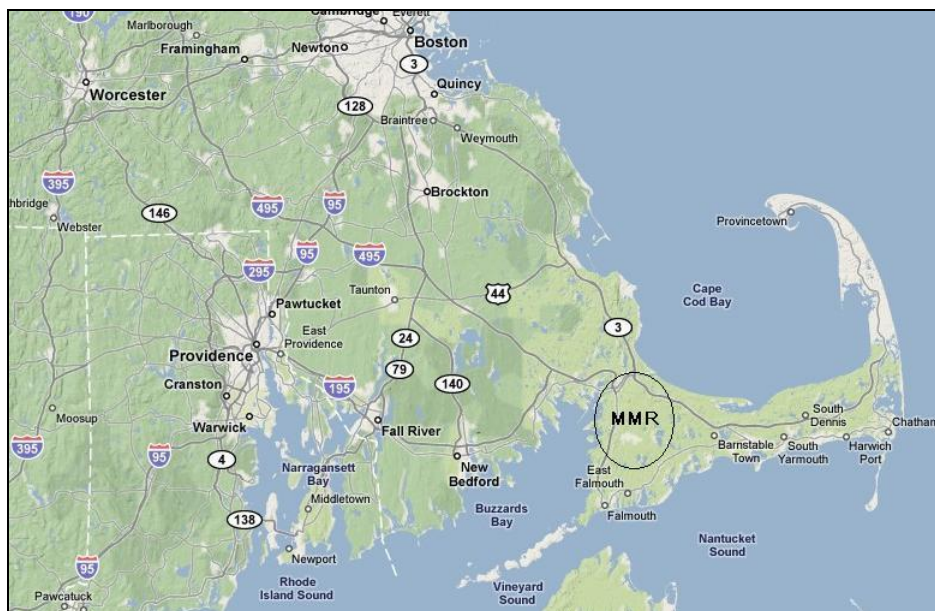 190
Cambridge
Everett
Marlborough
Boston
Framingham
Newton
3
Quincy
Worcester
128
Braintree
Weymouth
395
Brockton
495
95
146
Webster
Provincetown
95
495
295
Cape
Cod Bay
44
Taunton
Pawtucket
East
Providence
3
24
Providence
79
Cranston
195
140
MMR
Moosup
Warwick
Fall River
South
Dennis
Chatham
395
Barnstable
Town
South
Yarmouth
Harwich
Port
95
4
Narragansett
Bay
New
Bedford
East
Falmouth
Middletown
138
Buzzards
Bay
Falmouth
Nantucket
Sound
Newport
95
Rhode
Island Sound
Vineyard
Sound
Pawcatuck